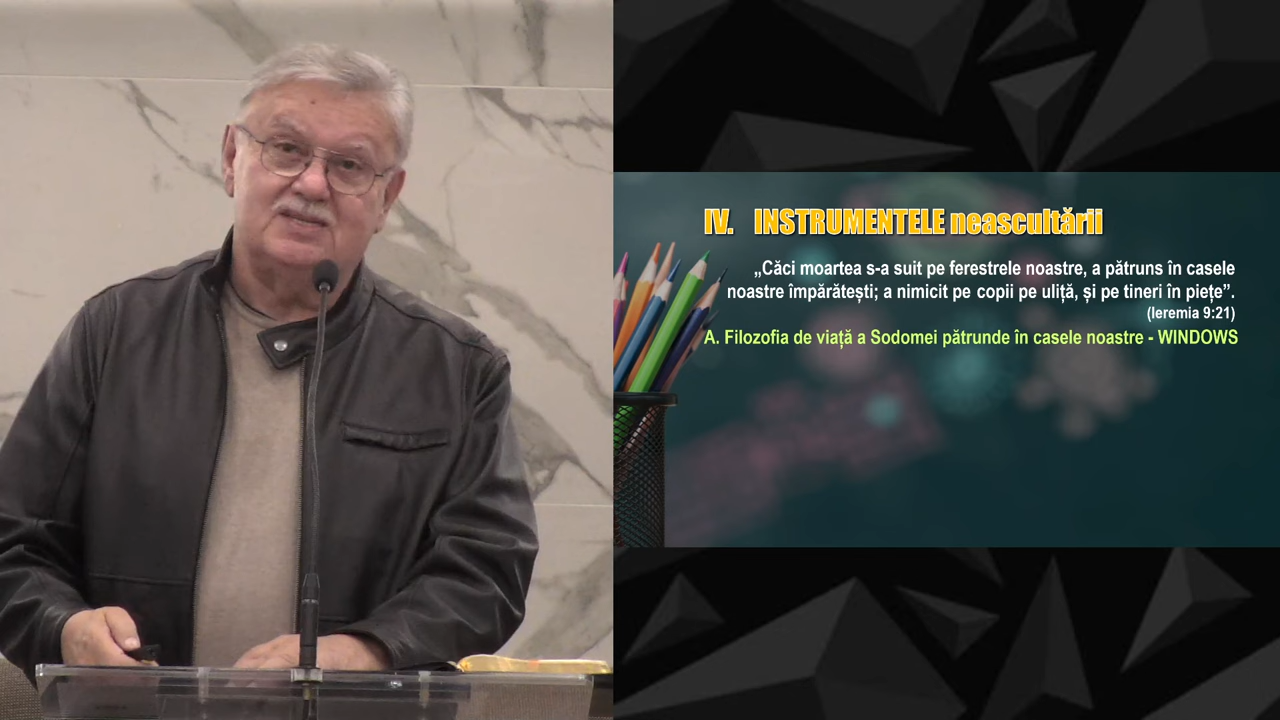 IV. INSTRUMENTELE neascultării
„Căci moartea s-a suit pe ferestrele noastre, a pătruns în casele
noastre împărătești; a nimicit pe copii pe uliță, și pe tineri în piețe”.
(Ieremia 9:21)
A. Filozofia de viață a Sodomei pătrunde în casele noastre - WINDOWS